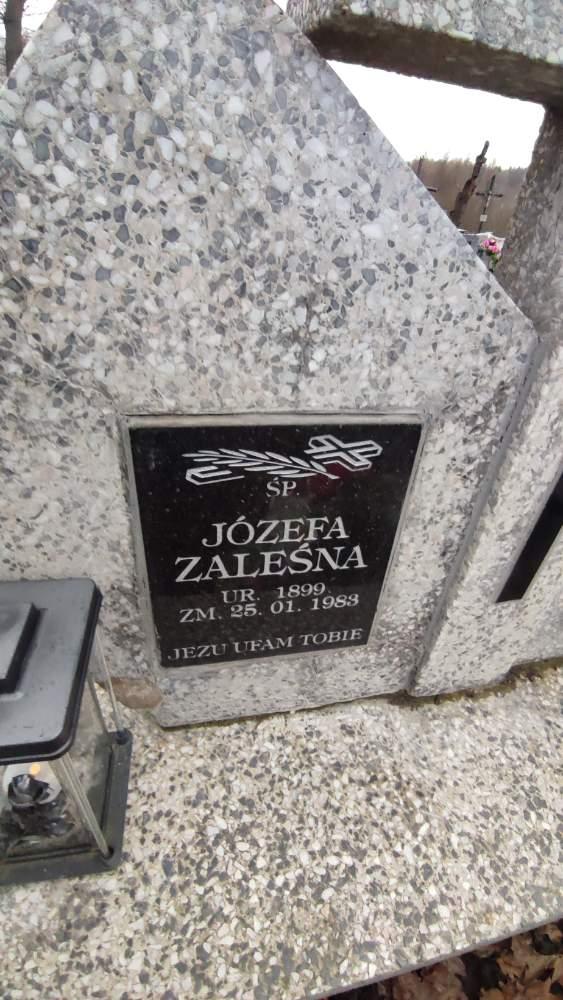 ŚP.
JÓZEFA
ZALEŚNA
UR. 1899
ZM. 25. 01. 1983
JEZU UFAM TOBIE